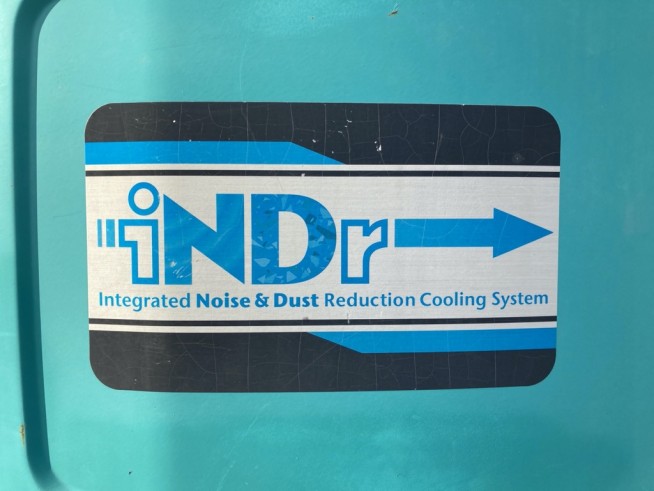 iNDr
Integrated Noise & Dust Reduction Cooling System